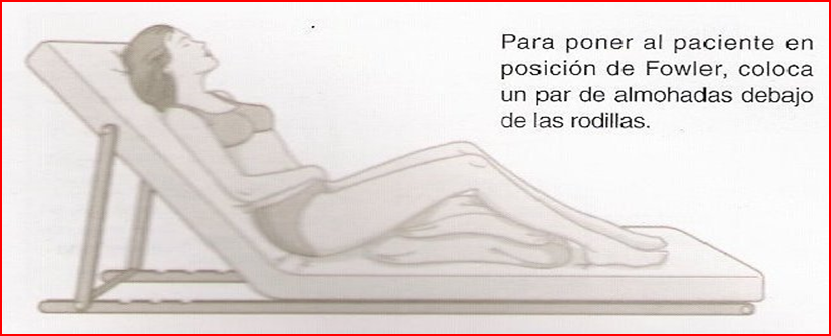 Para poner al paciente en
posición de Fowler, coloca
un par de almohadas debajo
de las rodillas.